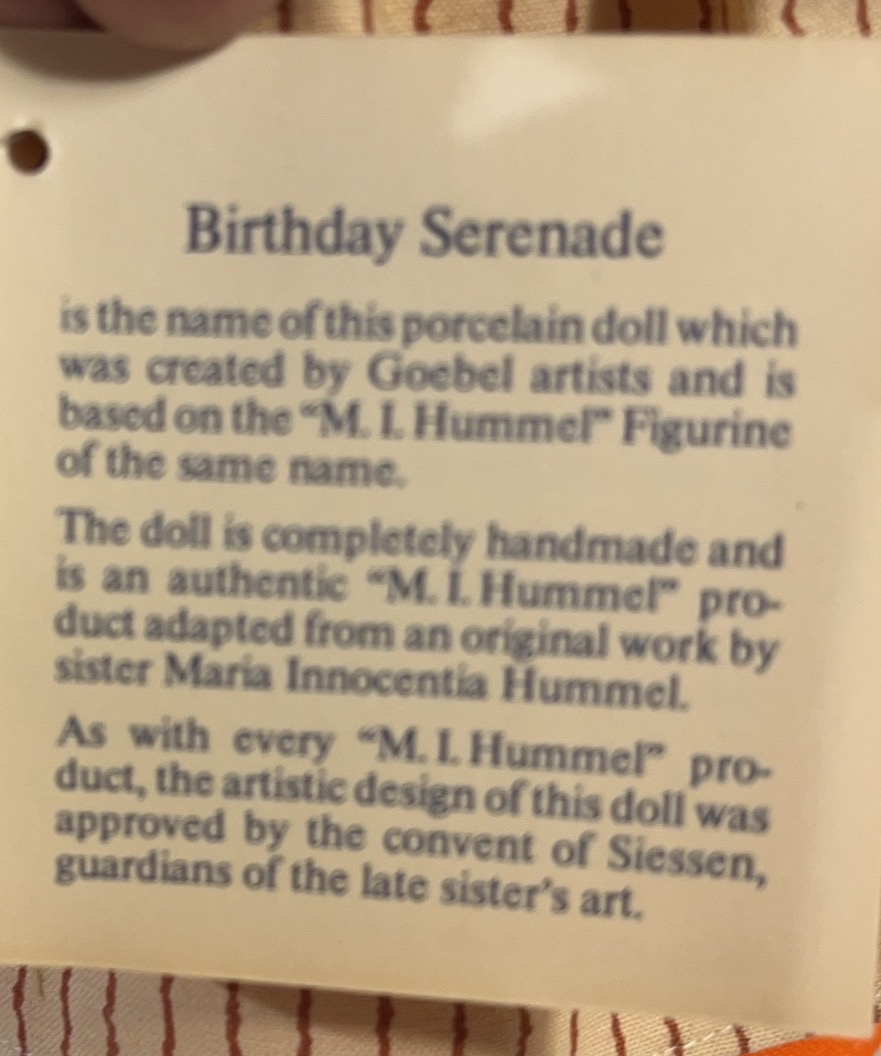 Birthday Serenade
is the name of this porcelain doll which
was created by Goebel artists and is
based on the “M. I. Hummel” Figurine
of the same name.
The doll is completely handmade and
is an authentic “M. I. Hummel” pro-
duct adapted from an original work by
sister Maria Innocentia Hummel.
As with every “M. I. Hummel” pro-
duct, the artistic design of this doll was
approved by the convent of Siessen,
guardians of the late sister’s art.